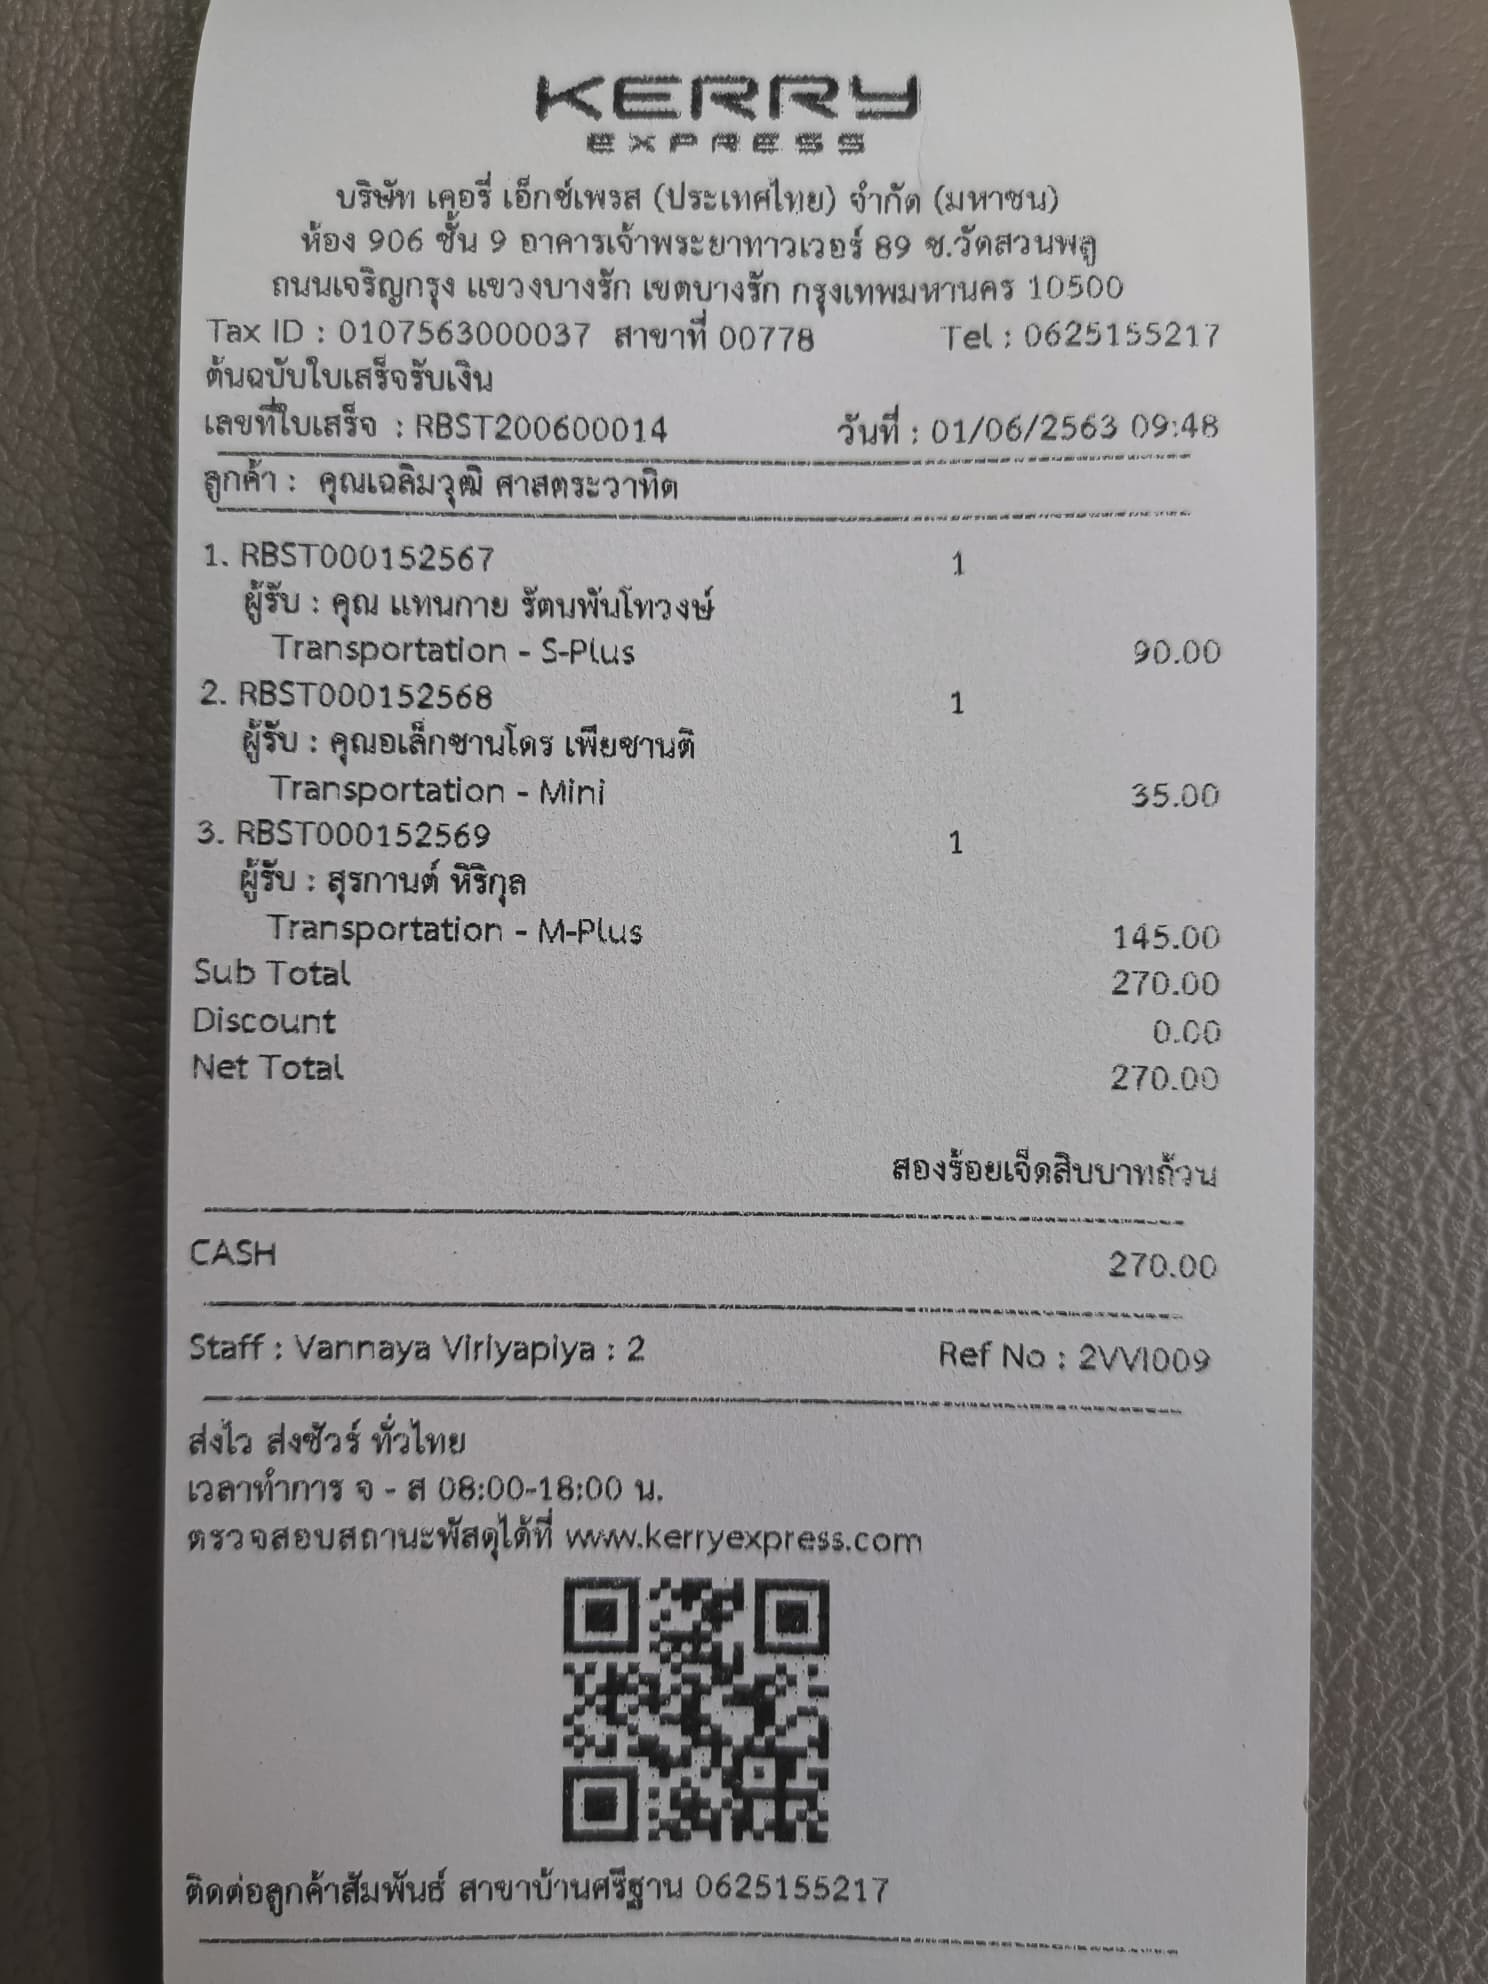 KERRY
EXPRESS
บริษัท เคอรี่ เอ็กซ์เพรส (ประเทศไทย) จำกัด (มหาชน)
ห้อง 906 ชั้น 9 อาคารเจ้าพระยาทาวเวอร์ 89 ซ.วัดสวนพลู
ถนนเจริญกรุง แขวงบางรัก เขตบางรัก กรุงเทพมหานคร 10500
Tax ID : 0107563000037 สาขาที่ 00778 Tel : 0625155217
ต้นฉบับใบเสร็จรับเงิน
เลขที่ใบเสร็จ : RBST200600014 วันที่ : 01/06/2563 09:48
ลูกค้า : คุณเฉลิมวุฒิ ศาสตระวาทิต
1. RBST000152567 1
ผู้รับ : คุณ แทนกาย รัตนพันโทวงษ์
Transportation - S-Plus 90.00
2. RBST000152568 1
ผู้รับ : คุณอเล็กซานโดร เพียซานติ
Transportation - Mini 35.00
3. RBST000152569 1
ผู้รับ : สุรกานต์ หิริกุล
Transportation - M-Plus 145.00
Sub Total 270.00
Discount 0.00
Net Total 270.00
สองร้อยเจ็ดสิบบาทถ้วน
CASH 270.00
Staff : Vannaya Viriyapiya : 2 Ref No : 2VVI009
ส่งไว ส่งชัวร์ ทั่วไทย
เวลาทำการ จ - ส 08:00-18:00 น.
ตรวจสอบสถานะพัสดุได้ที่ www.kerryexpress.com
ติดต่อลูกค้าสัมพันธ์ สาขาบ้านศรีฐาน 0625155217